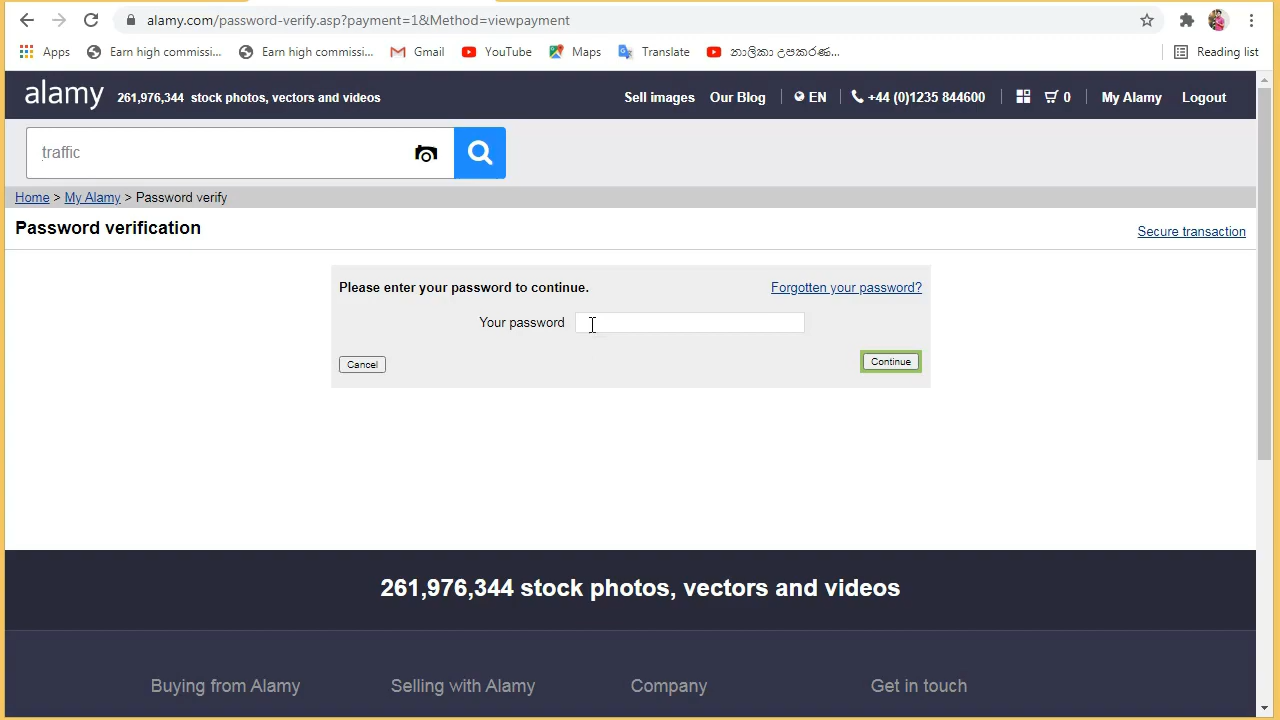 alamy.com/password-verify.asp?payment=1&Method=viewpayment
Apps Earn high commissi... Earn high commissi... Gmail YouTube Maps Translate නාලිකා උපකරණ... Reading list
alamy 261,976,344 stock photos, vectors and videos Sell images Our Blog EN +44 (0)1235 844600 0 My Alamy Logout
traffic
Home > My Alamy > Password verify
Password verification Secure transaction
Please enter your password to continue. Forgotten your password?
Your password
Cancel Continue
261,976,344 stock photos, vectors and videos
Buying from Alamy Selling with Alamy Company Get in touch